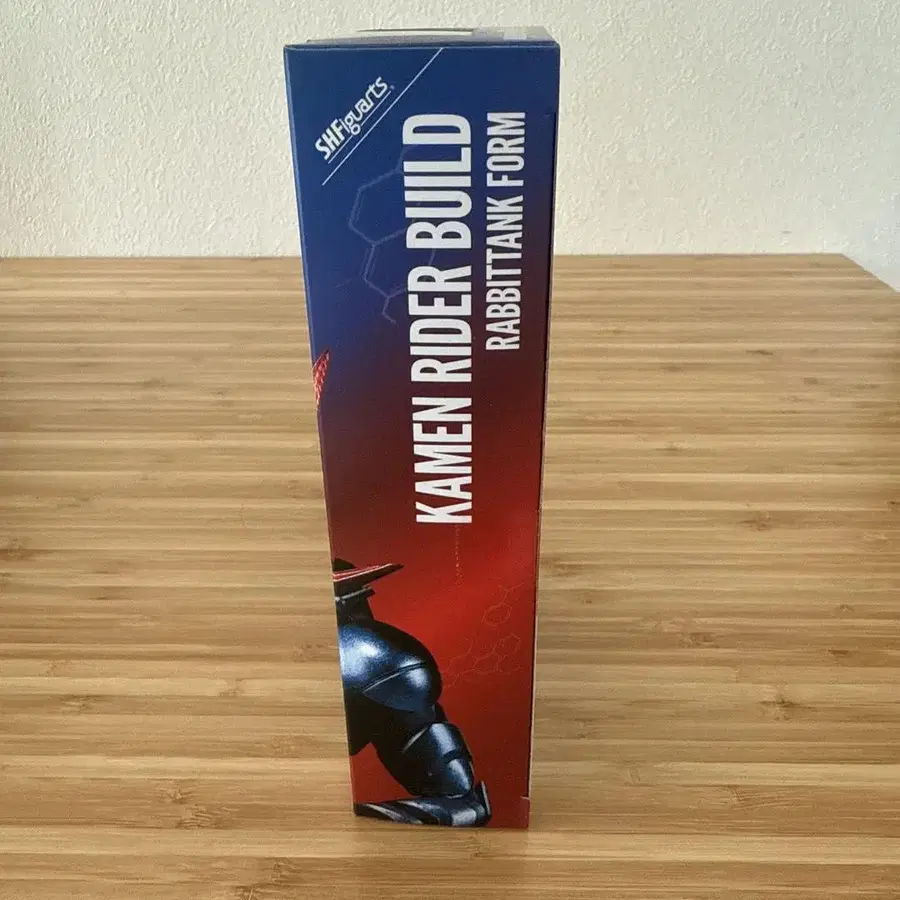 SHFiguarts
KAMEN RIDER BUILD
RABBITTANK FORM